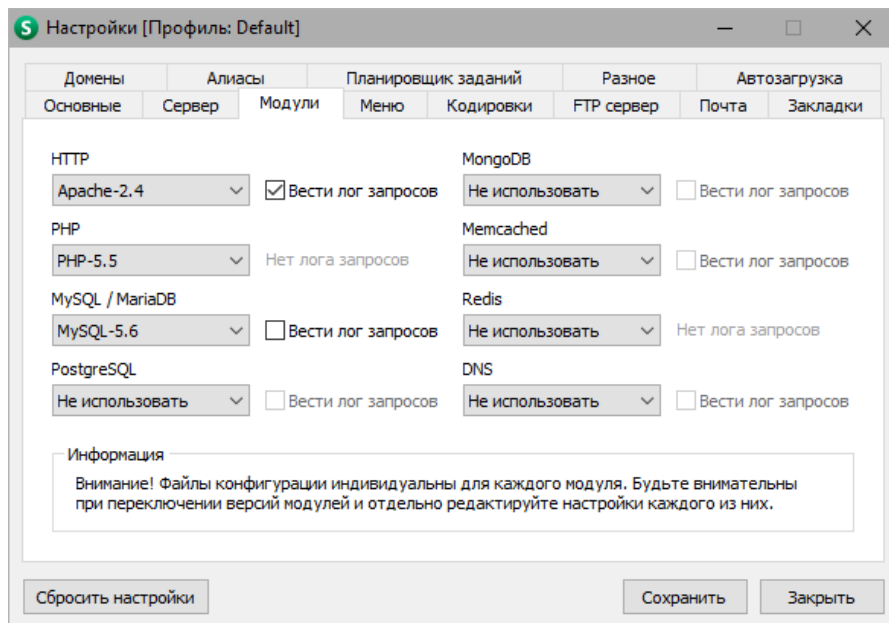 Настройки [Профиль: Default]
Домены Алиасы Планировщик заданий Разное Автозагрузка
Основные Сервер Модули Меню Кодировки FTP сервер Почта Закладки
HTTP MongoDB
Apache-2.4 Вести лог запросов Не использовать Вести лог запросов
PHP Memcached
PHP-5.5 Нет лога запросов Не использовать Вести лог запросов
MySQL / MariaDB Redis
MySQL-5.6 Вести лог запросов Не использовать Нет лога запросов
PostgreSQL DNS
Не использовать Вести лог запросов Не использовать Вести лог запросов
Информация
Внимание! Файлы конфигурации индивидуальны для каждого модуля. Будьте внимательны
при переключении версий модулей и отдельно редактируйте настройки каждого из них.
Сбросить настройки Сохранить Закрыть